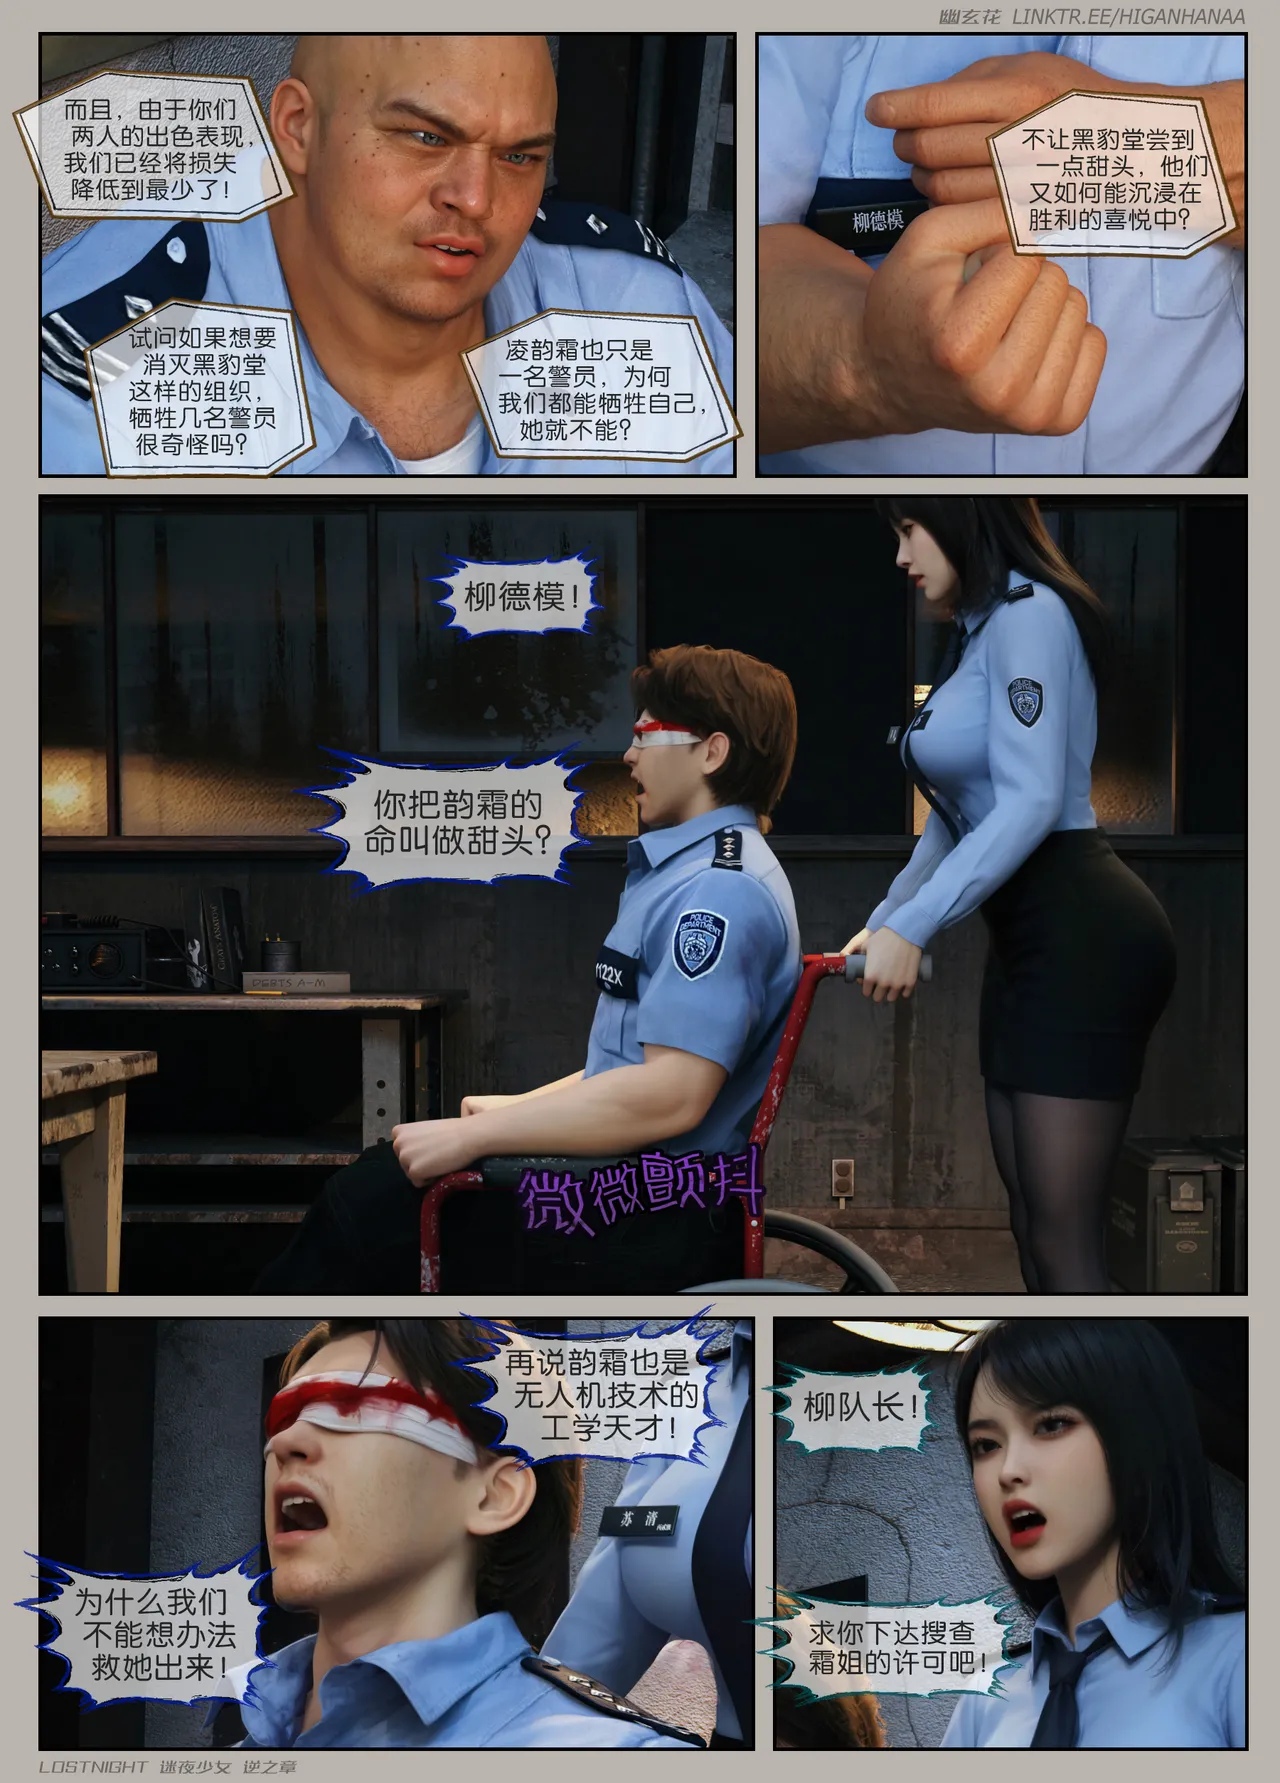 幽玄花 LINKTR.EE/HIGANHANAA
而且，由于你们
两人的出色表现，
我们已经将损失
降低到最少了！
试问如果想要
消灭黑豹堂
这样的组织，
牺牲几名警员
很奇怪吗？
凌韵霜也只是
一名警员，为何
我们都能牺牲自己，
她就不能？
不让黑豹堂尝到
一点甜头，他们
又如何能沉浸在
胜利的喜悦中？
柳德模
柳德模！
你把韵霜的
命叫做甜头？
POLICE
DEPARTMENT
POLICE
DEPARTMENT
1122X
GRAY'S ANATOMY
DEBTS A-M
微微颤抖
再说韵霜也是
无人机技术的
工学天才！
苏清
为什么我们
不能想办法
救她出来！
柳队长！
求你下达搜查
霜姐的许可吧！
LOSTNIGHT 迷夜少女 逆之章